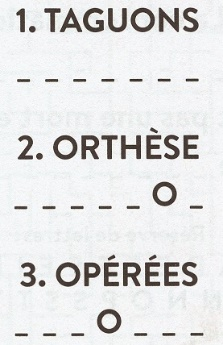 1. TAGUONS
_ _ _ _ _ _ _
2. ORTHÈSE
_ _ _ _ _ O _
3. OPÉRÉES
_ _ _ O _ _ _